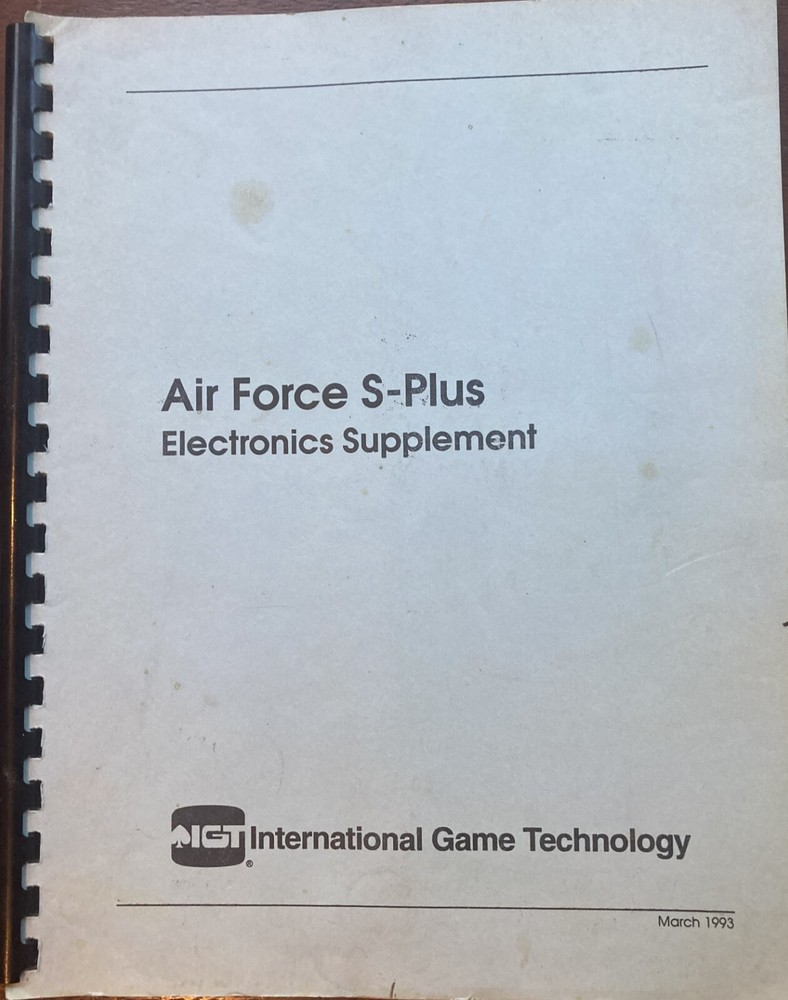 Air Force S-Plus
Electronics Supplement
IGT International Game Technology
®
March 1993